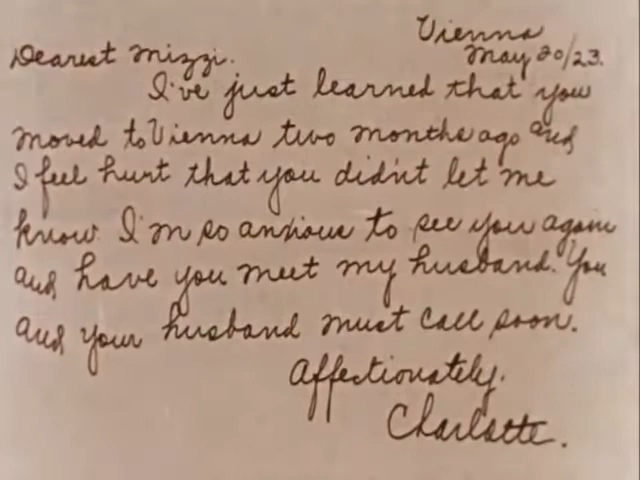 Vienna
May 20/23.
Dearest Mizzi.
I've just learned that you
moved to Vienna two months ago and
I feel hurt that you didn't let me
know. I'm so anxious to see you again
and have you meet my husband. You
and your husband must call soon.
Affectionately.
Charlotte.